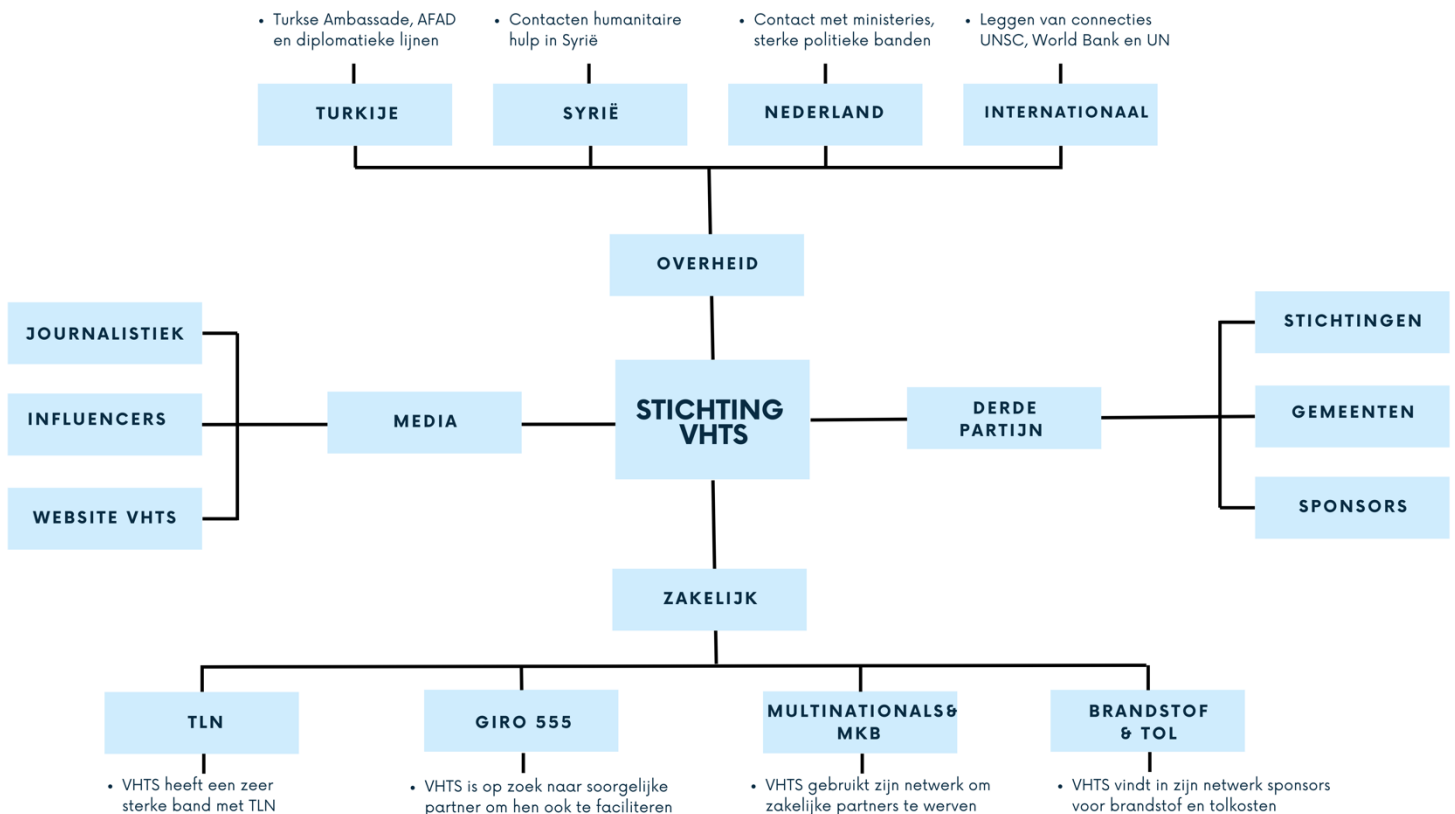 • Turkse Ambassade, AFAD
en diplomatieke lijnen
• Contacten humanitaire
hulp in Syrië
• Contact met ministeries,
sterke politieke banden
• Leggen van connecties
UNSC, World Bank en UN
TURKIJE
SYRIË
NEDERLAND
INTERNATIONAAL
OVERHEID
JOURNALISTIEK
INFLUENCERS
WEBSITE VHTS
MEDIA
STICHTING
VHTS
DERDE
PARTIJN
STICHTINGEN
GEMEENTEN
SPONSORS
ZAKELIJK
TLN
GIRO 555
MULTINATIONALS&
MKB
BRANDSTOF
& TOL
• VHTS heeft een zeer
sterke band met TLN
• VHTS is op zoek naar soorgelijke
partner om hen ook te faciliteren
• VHTS gebruikt zijn netwerk om
zakelijke partners te werven
• VHTS vindt in zijn netwerk sponsors
voor brandstof en tolkosten